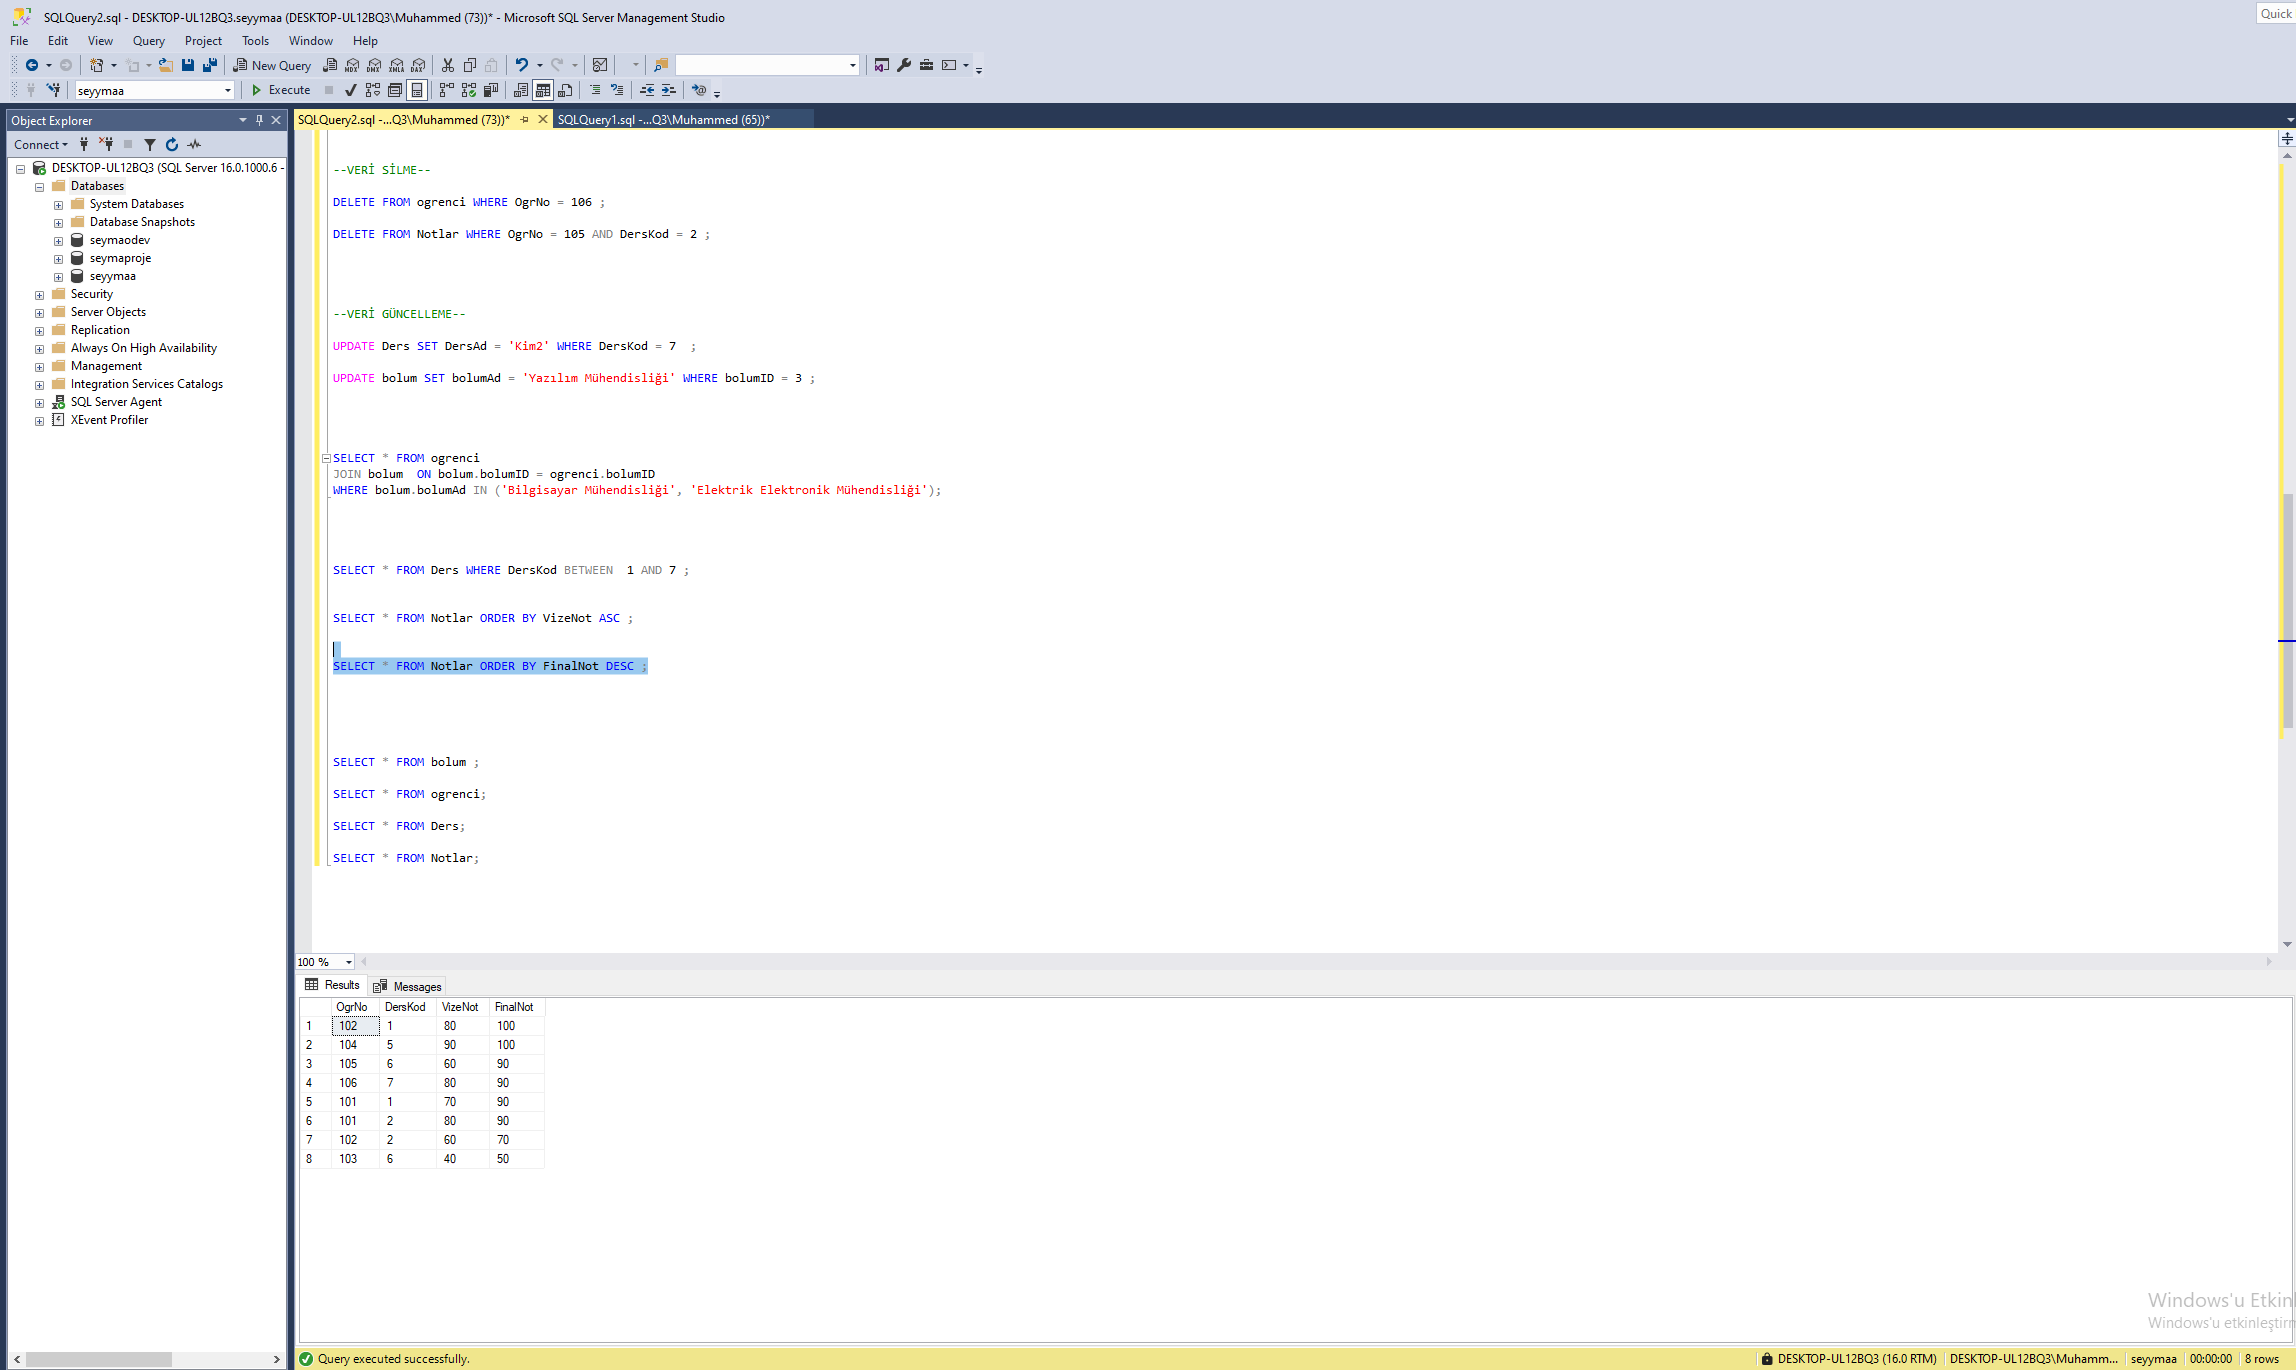 SQLQuery2.sql - DESKTOP-UL12BQ3.seyymaa (DESKTOP-UL12BQ3\Muhammed (73))* - Microsoft SQL Server Management Studio
Quick
File Edit View Query Project Tools Window Help
New Query
seyymaa
Execute
Object Explorer
SQLQuery2.sql -...Q3\Muhammed (73))*
SQLQuery1.sql -...Q3\Muhammed (65))*
Connect
DESKTOP-UL12BQ3 (SQL Server 16.0.1000.6 -
Databases
System Databases
Database Snapshots
seymaodev
seymaproje
seyymaa
Security
Server Objects
Replication
Always On High Availability
Management
Integration Services Catalogs
SQL Server Agent
XEvent Profiler
--VERİ SİLME--
DELETE FROM ogrenci WHERE OgrNo = 106 ;
DELETE FROM Notlar WHERE OgrNo = 105 AND DersKod = 2 ;
--VERİ GÜNCELLEME--
UPDATE Ders SET DersAd = 'Kim2' WHERE DersKod = 7 ;
UPDATE bolum SET bolumAd = 'Yazılım Mühendisliği' WHERE bolumID = 3 ;
SELECT * FROM ogrenci
JOIN bolum ON bolum.bolumID = ogrenci.bolumID
WHERE bolum.bolumAd IN ('Bilgisayar Mühendisliği', 'Elektrik Elektronik Mühendisliği');
SELECT * FROM Ders WHERE DersKod BETWEEN 1 AND 7 ;
SELECT * FROM Notlar ORDER BY VizeNot ASC ;
SELECT * FROM Notlar ORDER BY FinalNot DESC ;
SELECT * FROM bolum ;
SELECT * FROM ogrenci;
SELECT * FROM Ders;
SELECT * FROM Notlar;
100 %
Results Messages
OgrNo DersKod VizeNot FinalNot
1 102 1 80 100
2 104 5 90 100
3 105 6 60 90
4 106 7 80 90
5 101 1 70 90
6 101 2 80 90
7 102 2 60 70
8 103 6 40 50
Windows'u Etkin
Windows'u etkinleştirm
Query executed successfully.
DESKTOP-UL12BQ3 (16.0 RTM) DESKTOP-UL12BQ3\Muhamm... seyymaa 00:00:00 8 rows